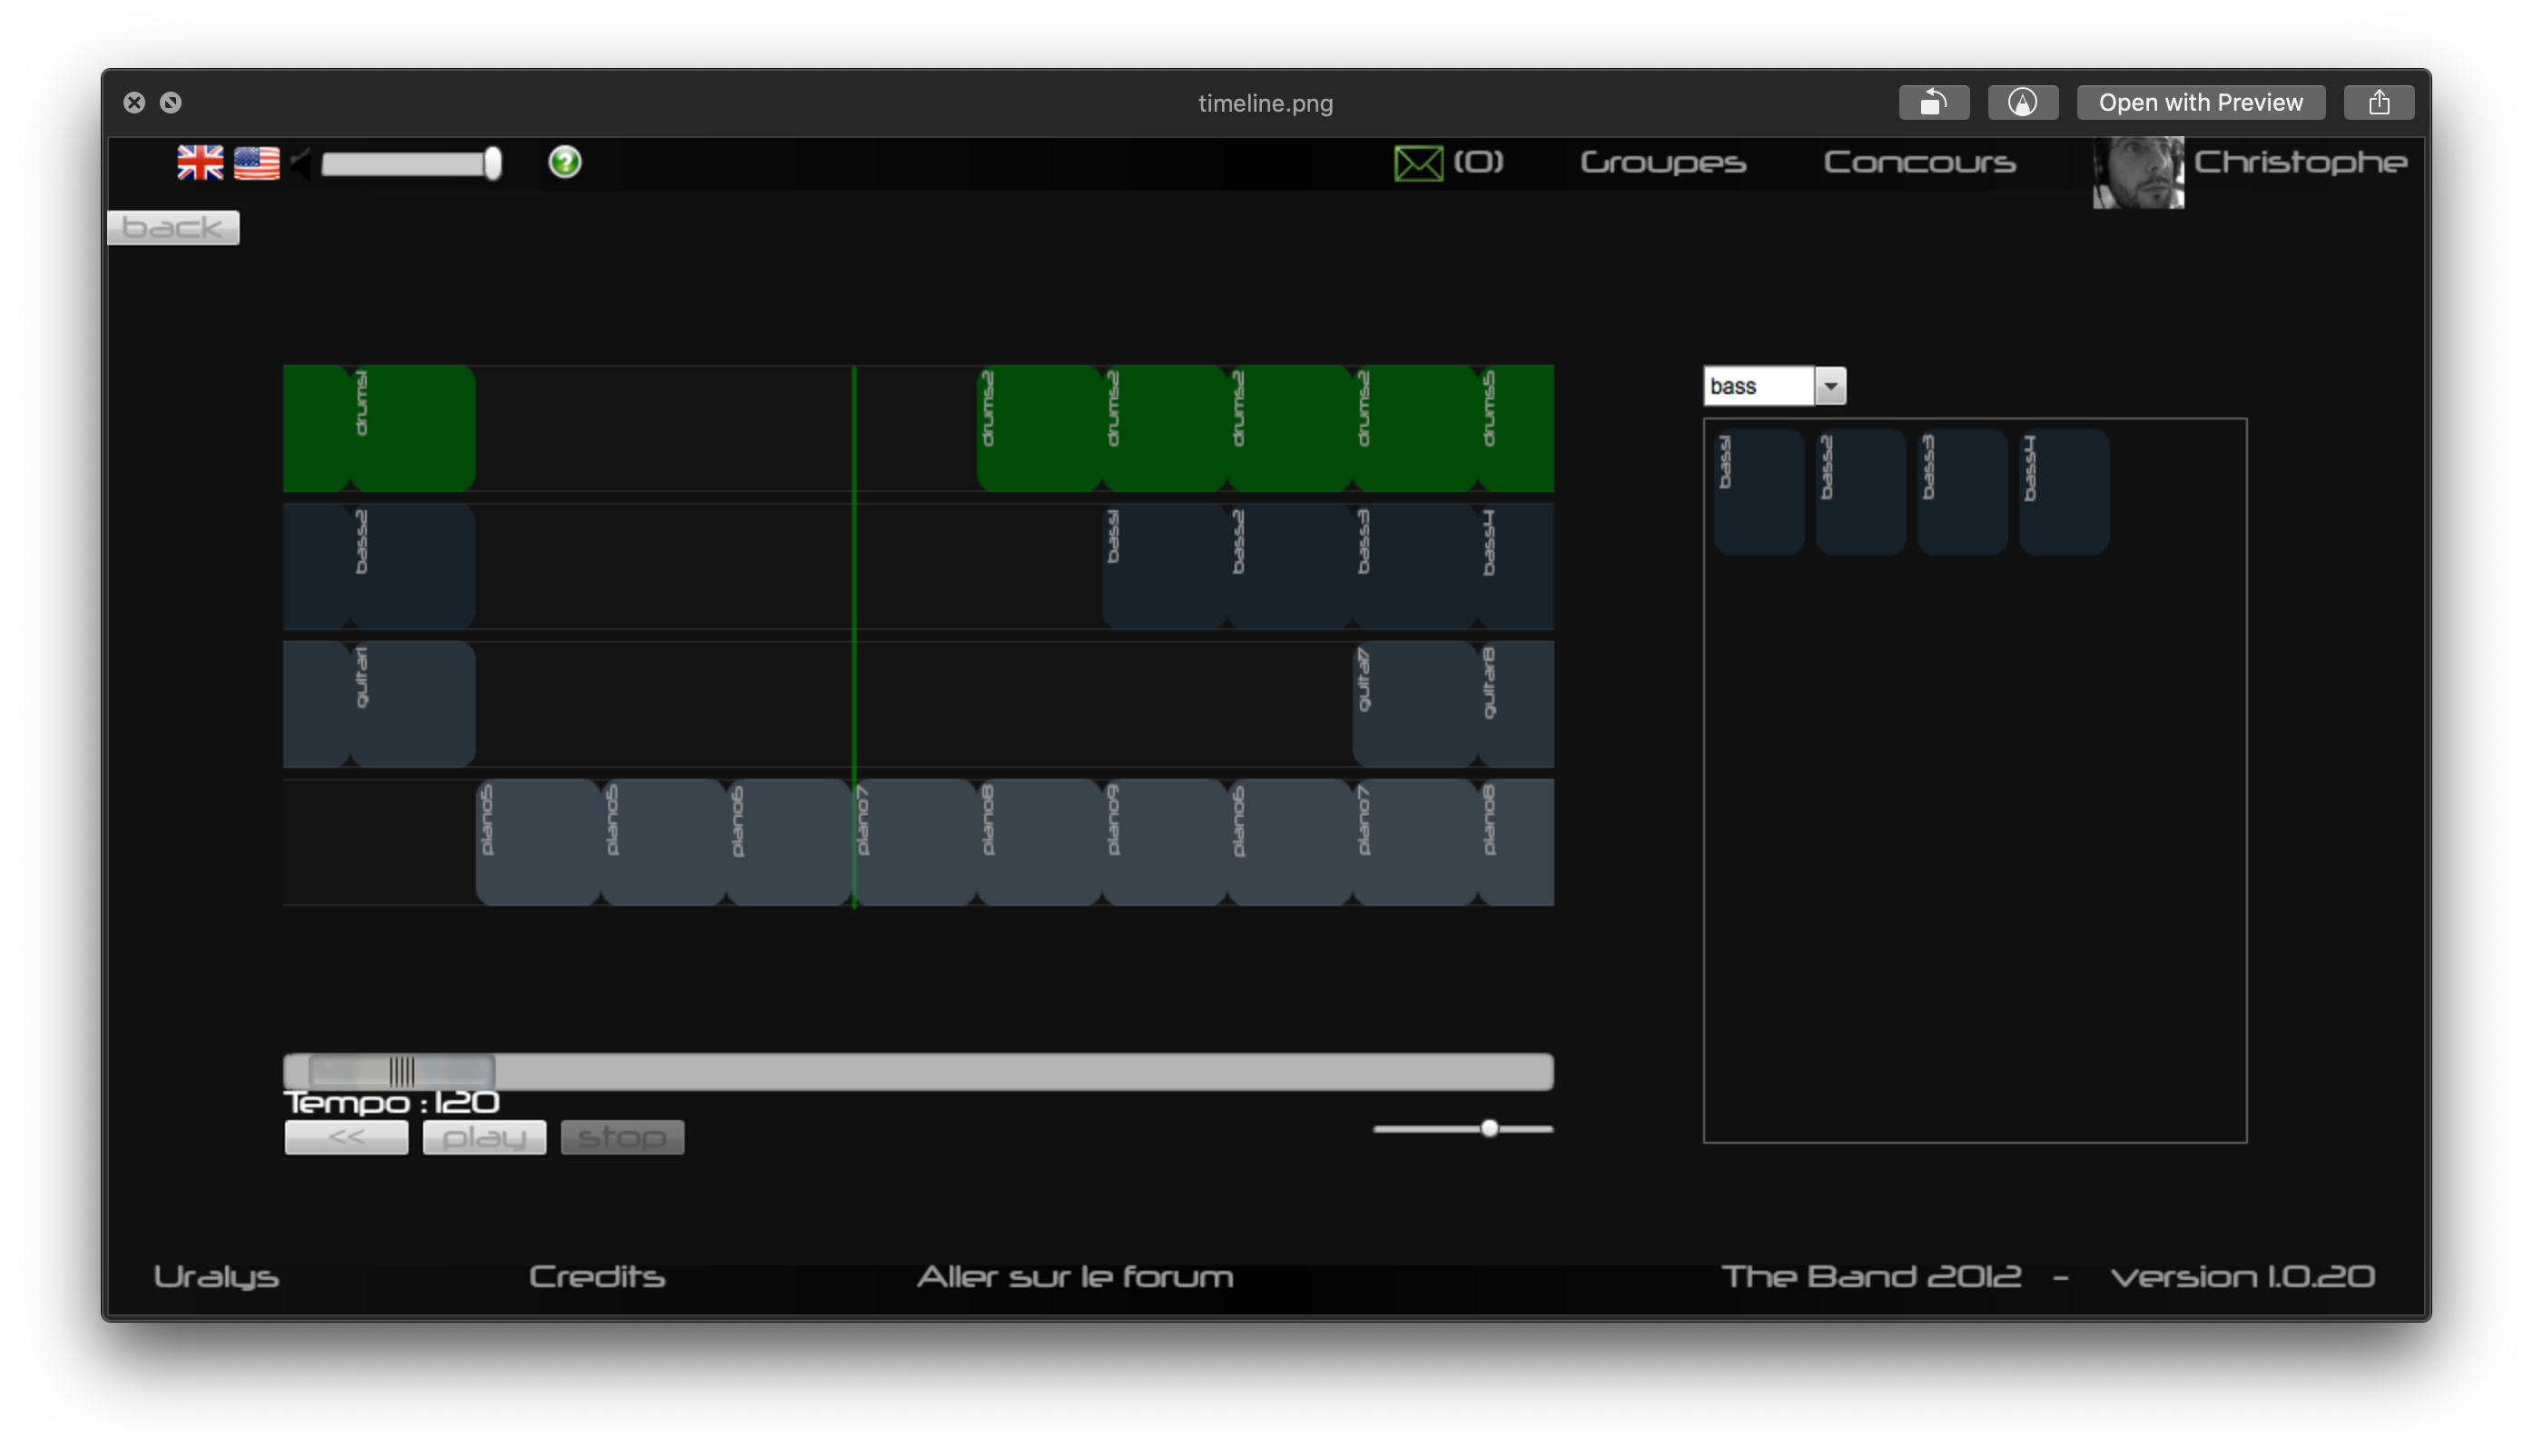 timeline.png
Open with Preview
(0)
Groupes
Concours
Christophe
back
drums1
drums2
drums2
drums2
drums2
drums5
bass2
bass1
bass2
bass3
bass4
guitar1
guitar7
guitar8
piano5
piano5
piano6
piano7
piano8
piano9
piano6
piano7
piano8
bass
bass1
bass2
bass3
bass4
Tempo : 120
<<
play
stop
Uralys
Credits
Aller sur le forum
The Band 2012 - version 1.0.20